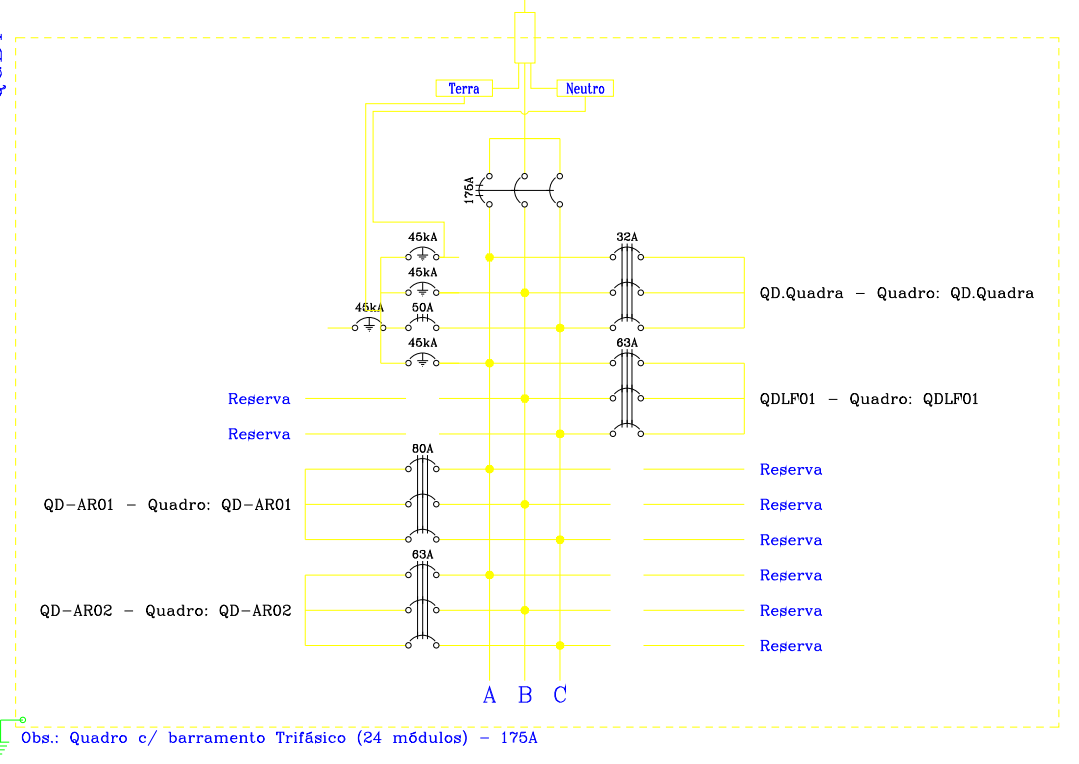 Terra
Neutro
175A
45kA
32A
45kA
QD.Quadra - Quadro: QD.Quadra
45kA
50A
45kA
63A
Reserva
QDLF01 - Quadro: QDLF01
Reserva
80A
Reserva
QD-AR01 - Quadro: QD-AR01
Reserva
Reserva
63A
Reserva
QD-AR02 - Quadro: QD-AR02
Reserva
Reserva
A B C
Obs.: Quadro c/ barramento Trifásico (24 módulos) - 175A